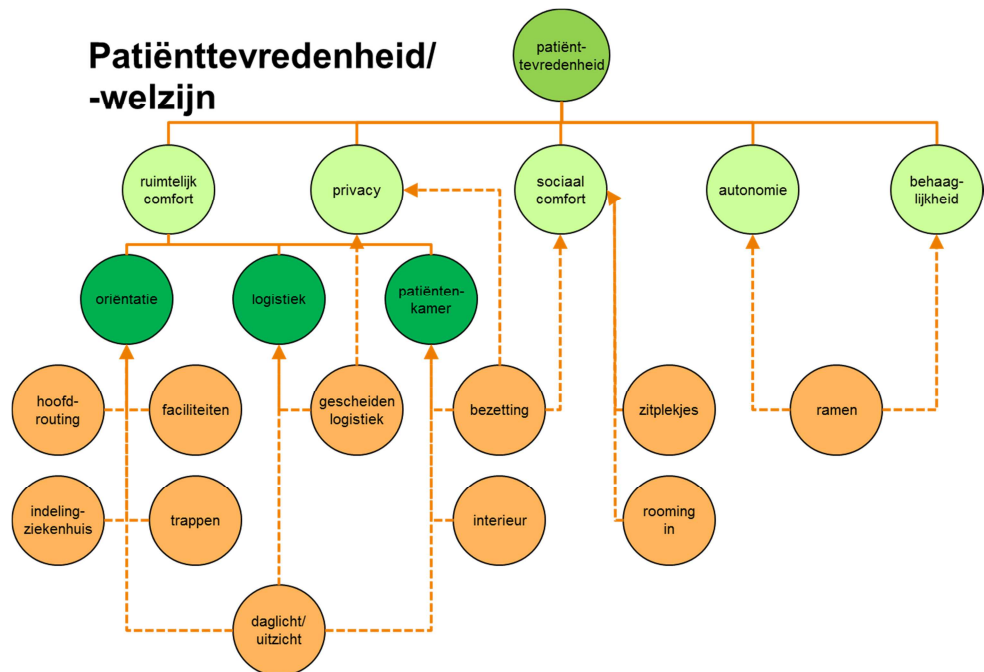 Patiënttevredenheid/
-welzijn
patiënt-
tevredenheid
ruimtelijk
comfort
privacy
sociaal
comfort
autonomie
behaag-
lijkheid
oriëntatie
logistiek
patiënten-
kamer
hoofd-
routing
faciliteiten
gescheiden
logistiek
bezetting
zitplekjes
ramen
indeling-
ziekenhuis
trappen
interieur
rooming
in
daglicht/
uitzicht